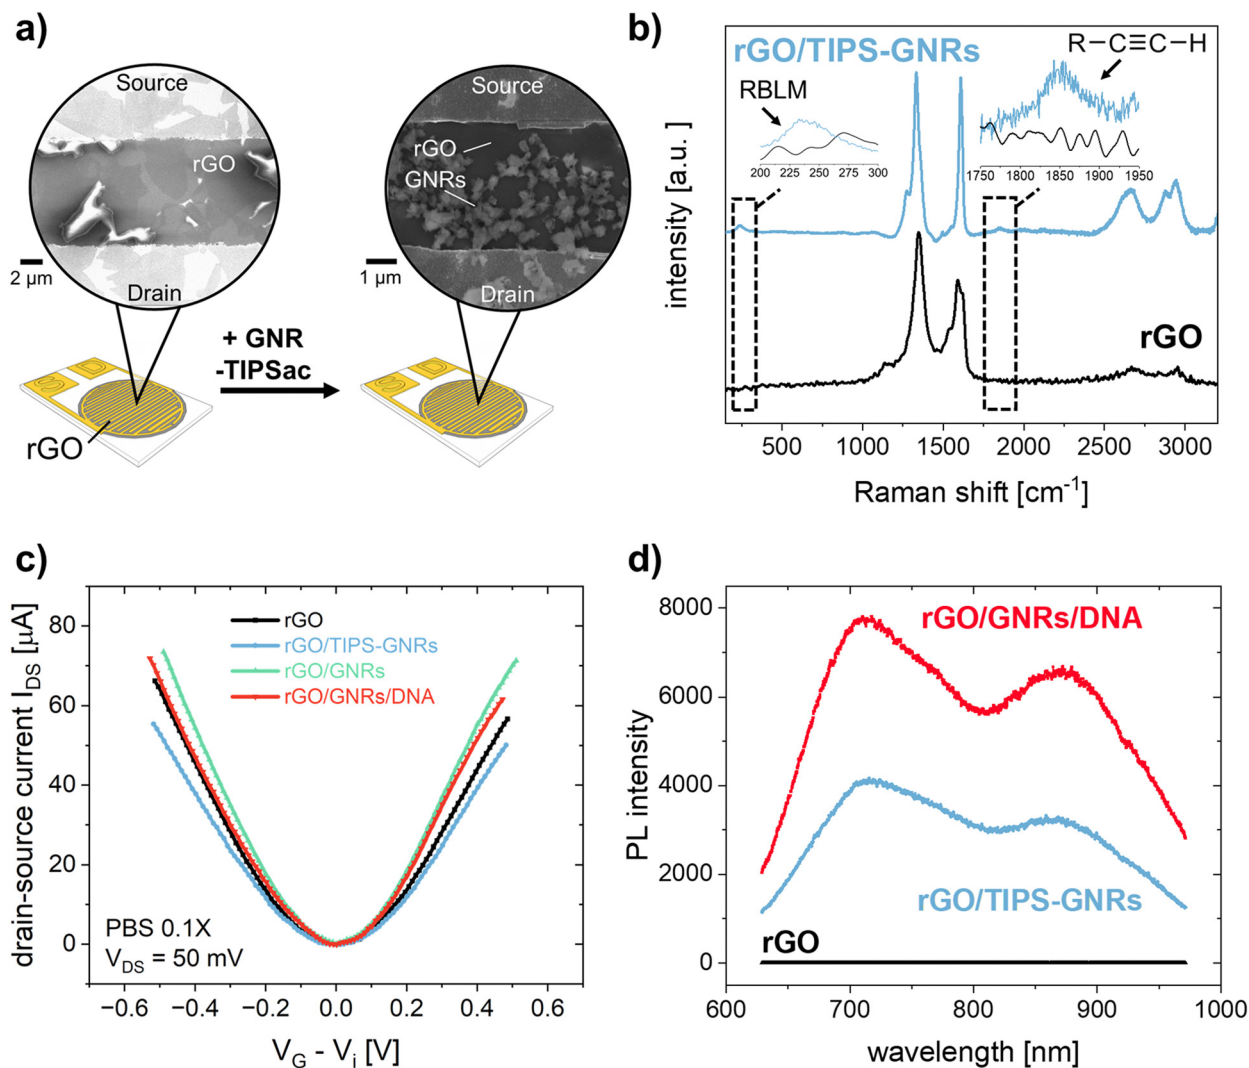 a)
Source
rGO
Drain
2 μm
Source
rGO
GNRs
Drain
1 μm
+ GNR
-TIPSac
S
D
rGO
S
D
b)
rGO/TIPS-GNRs
R−C≡C−H
RBLM
200 225 250 275 300
1750 1800 1850 1900 1950
rGO
intensity [a.u.]
500 1000 1500 2000 2500 3000
Raman shift [cm⁻¹]
c)
drain-source current I_DS [μA]
80
60
40
20
0
rGO
rGO/TIPS-GNRs
rGO/GNRs
rGO/GNRs/DNA
PBS 0.1X
V_DS = 50 mV
−0.6 −0.4 −0.2 0.0 0.2 0.4 0.6
V_G - V_i [V]
d)
PL intensity
8000
6000
4000
2000
0
rGO/GNRs/DNA
rGO/TIPS-GNRs
rGO
600 700 800 900 1000
wavelength [nm]